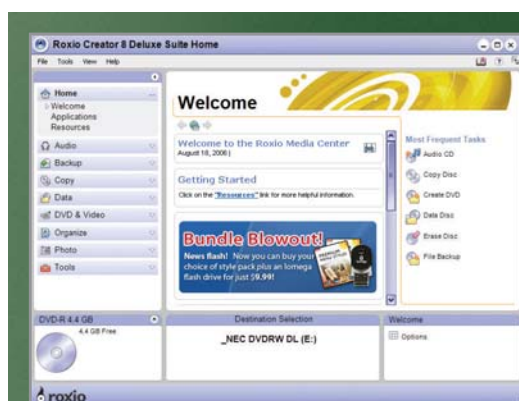 Roxio Creator 8 Deluxe Suite Home
File Tools View Help
Home
Welcome
Applications
Resources
Audio
Backup
Copy
Data
DVD & Video
Organize
Photo
Tools
Welcome
Welcome to the Roxio Media Center
August 18, 2006 |
Getting Started
Click on the "Resources" link for more helpful information.
Bundle Blowout!
News flash! Now you can buy your
choice of style pack plus an Iomega
flash drive for just $9.99!
Most Frequent Tasks
Audio CD
Copy Disc
Create DVD
Data Disc
Erase Disc
File Backup
DVD-R 4.4 GB
4.4 GB Free
Destination Selection
_NEC DVDRW DL (E:)
Welcome
Options
roxio